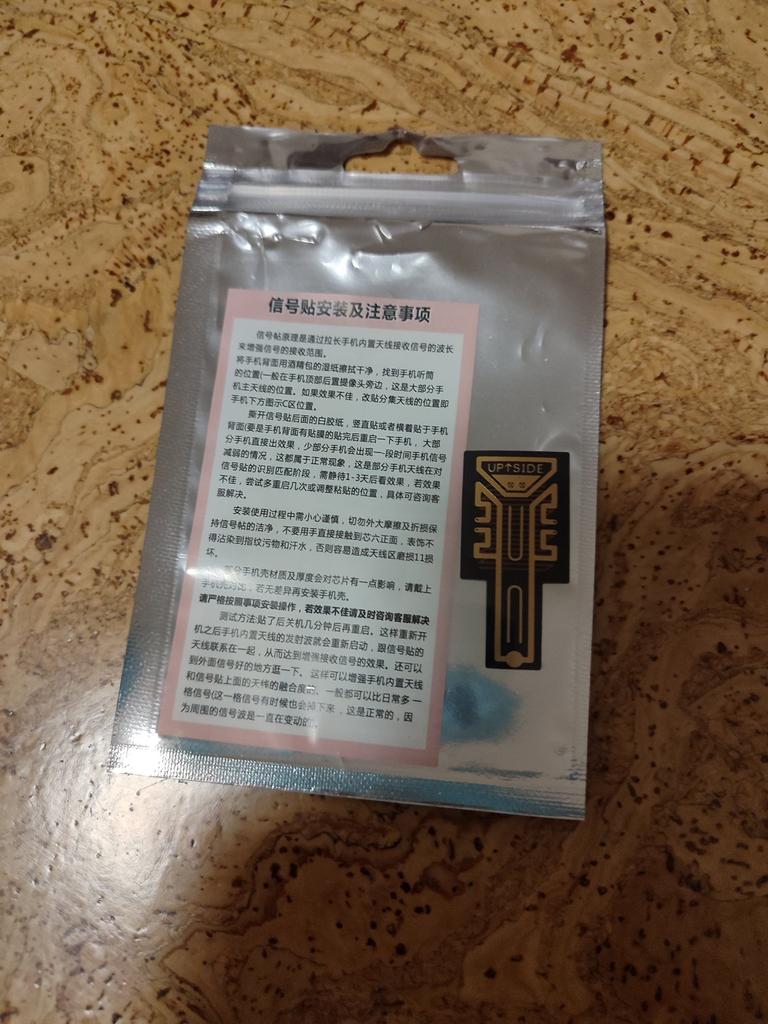 信号贴安装及注意事项
信号帖原理是通过拉长手机内置天线接收信号的波长
来增强信号的接收范围。
将手机背面用酒精包的湿纸擦拭干净，找到手机听筒
的位置(一般在手机顶部后置提像头旁边，这是大部分手
机主天线的位置。如果效果不佳，改贴分集天线的位置即
手机下方图示C区位置。
撕开信号贴后面的白胶纸，竖直贴或者横着贴于手机
背面(要是手机背面有贴膜的贴完后重启一下手机，大部
分手机直接出效果，少部分手机会出现一段时间手机信号
减弱的情况，这都属于正常现象，这是部分手机天线在对
信号贴的识别匹配阶段，需静待1-3天后看效果，若效果
不佳，尝试多重启几次或调整粘贴的位置，具体可咨询客
服解决。
安装使用过程中需小心谨慎，切勿外大摩擦及折损保
持信号帖的洁净，不要用手直接接触到芯六正面，表饰不
得沾染到指纹污物和汗水，否则容易造成天线区磨损11损
坏。
部分手机壳材质及厚度会对芯片有一点影响，请戴上
手机壳对比，若无差异再安装手机壳。
请严格按照事项安装操作，若效果不佳请及时咨询客服解决
测试方法:贴了后关机几分钟后再重启。这样重新开
机之后手机内置天线的发射波就会重新启动，跟信号贴的
天线联系在一起，从而达到增强接收信号的效果。还可以
到外面信号好的地方逛一下。 这样可以增强手机内置天线
和信号贴上面的天线的融合度的，一般都可以比日常多一
格信号(这一格信号有时候也会掉下来，这是正常的，因
为周围的信号波是一直在变动的)。
UP↑SIDE